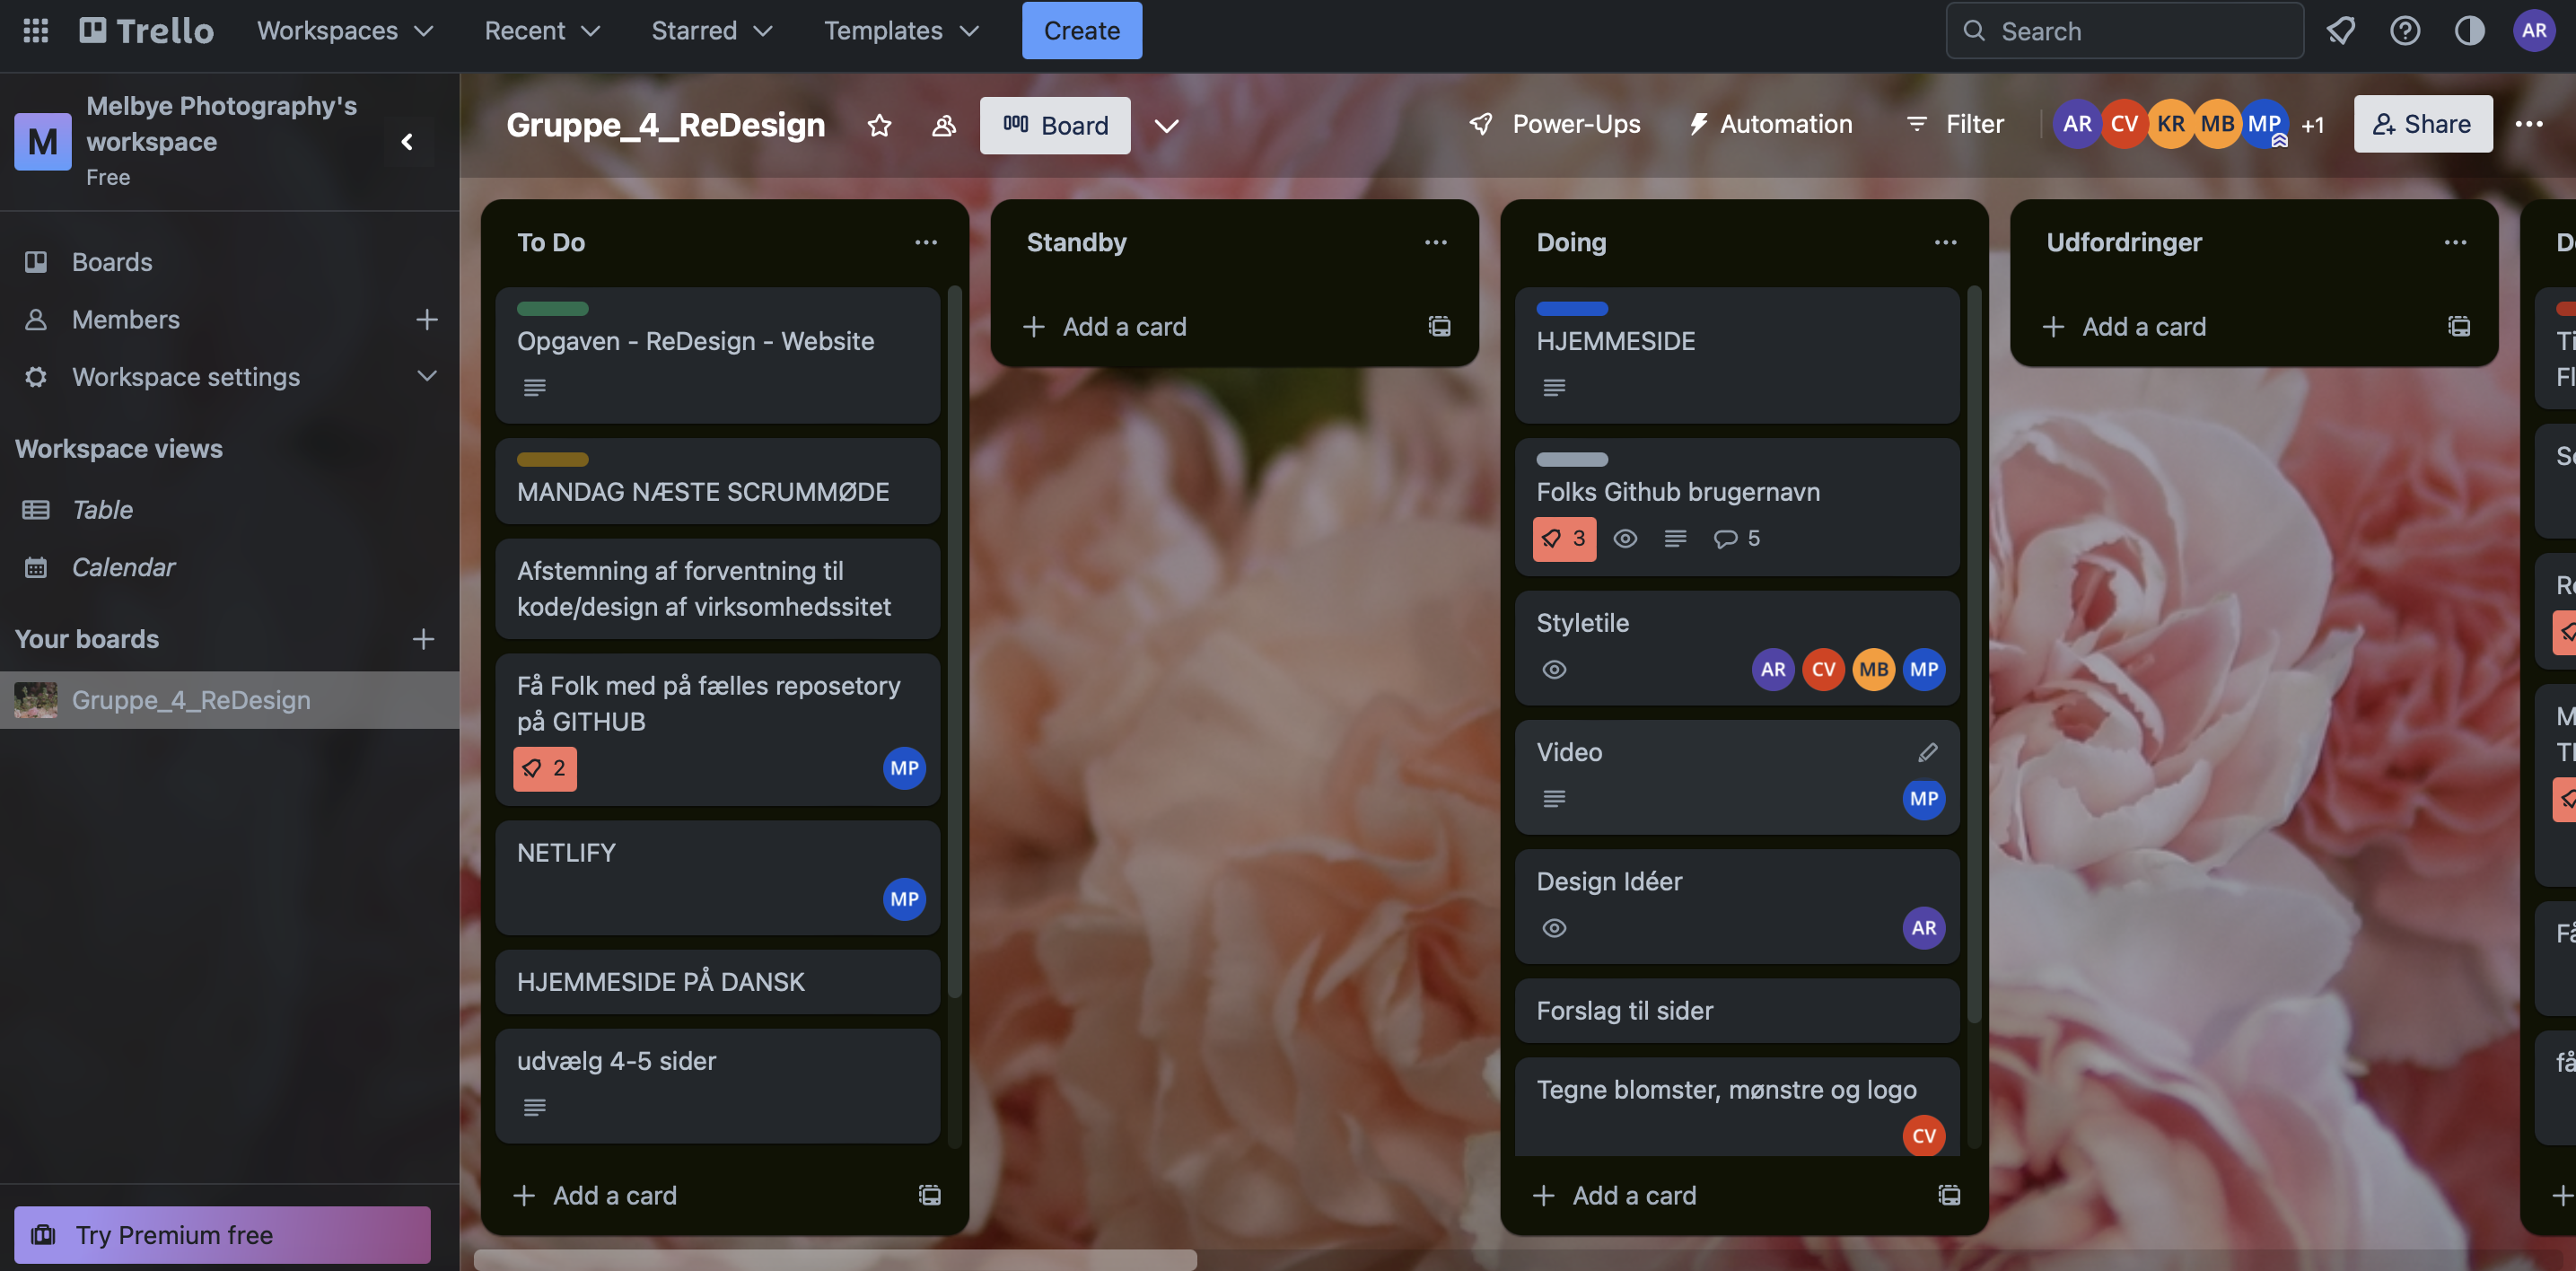 Trello
Workspaces
Recent
Starred
Templates
Create
Search
AR
M
Melbye Photography's
workspace
Free
Boards
Members
Workspace settings
Workspace views
Table
Calendar
Your boards
Gruppe_4_ReDesign
Try Premium free
Gruppe_4_ReDesign
Board
Power-Ups
Automation
Filter
AR
CV
KR
MB
MP
+1
Share
To Do
Opgaven - ReDesign - Website
MANDAG NÆSTE SCRUMMØDE
Afstemning af forventning til
kode/design af virksomhedssitet
Få Folk med på fælles reposetory
på GITHUB
2
MP
NETLIFY
MP
HJEMMESIDE PÅ DANSK
udvælg 4-5 sider
Add a card
Standby
Add a card
Doing
HJEMMESIDE
Folks Github brugernavn
3
5
Styletile
AR
CV
MB
MP
Video
MP
Design Idéer
AR
Forslag til sider
Tegne blomster, mønstre og logo
CV
Add a card
Udfordringer
Add a card